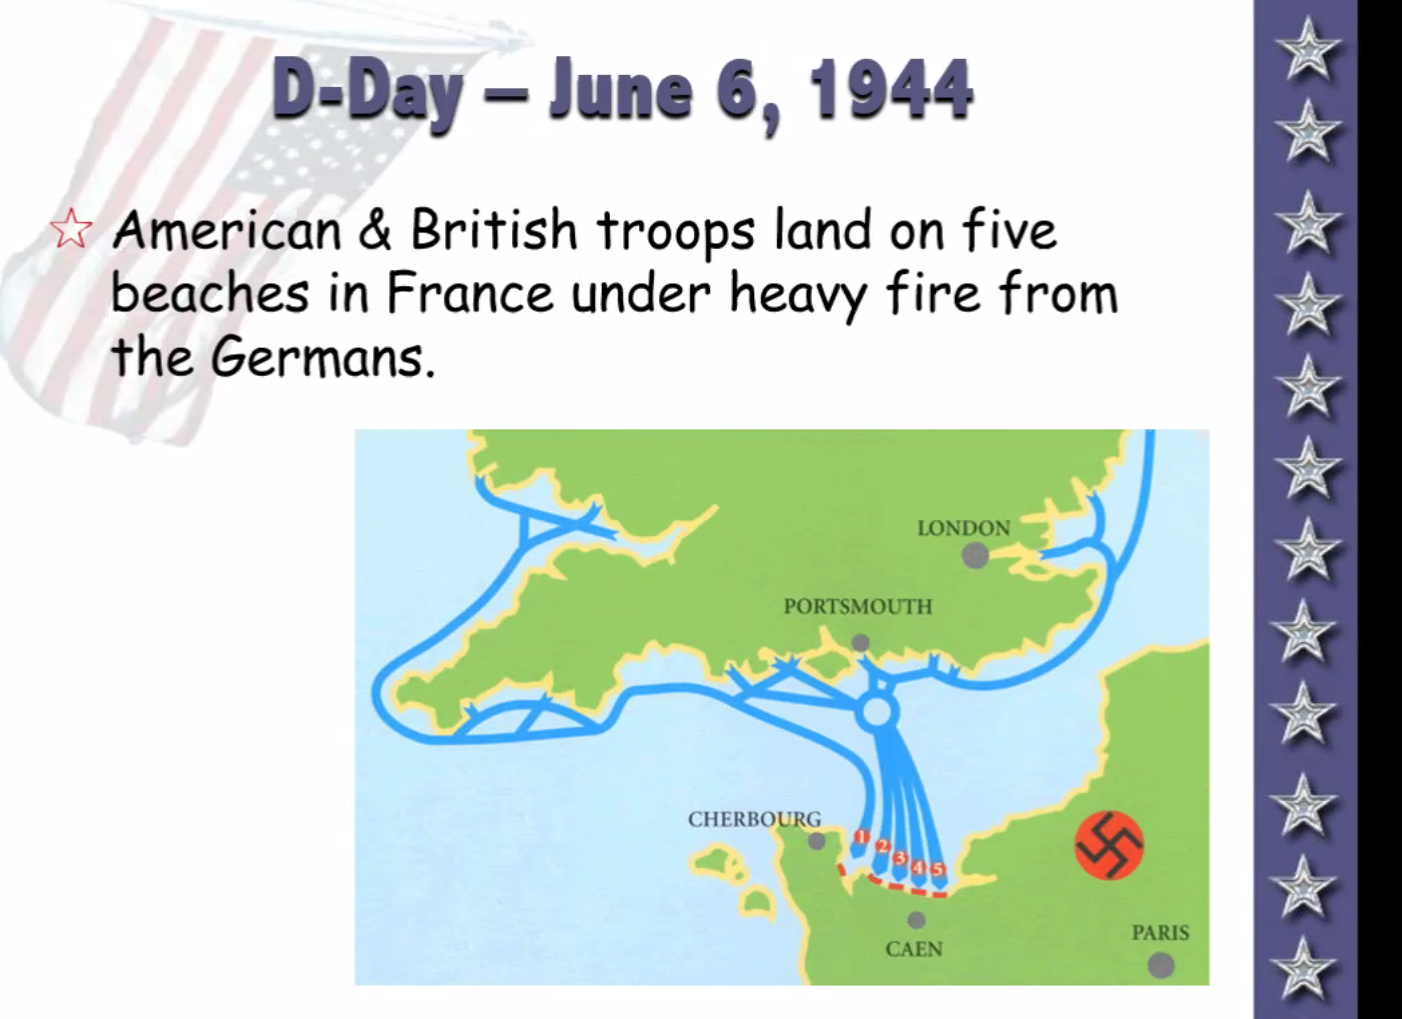 D-Day – June 6, 1944
American & British troops land on five
beaches in France under heavy fire from
the Germans.
LONDON
PORTSMOUTH
CHERBOURG
1
2
3
4
5
CAEN
PARIS